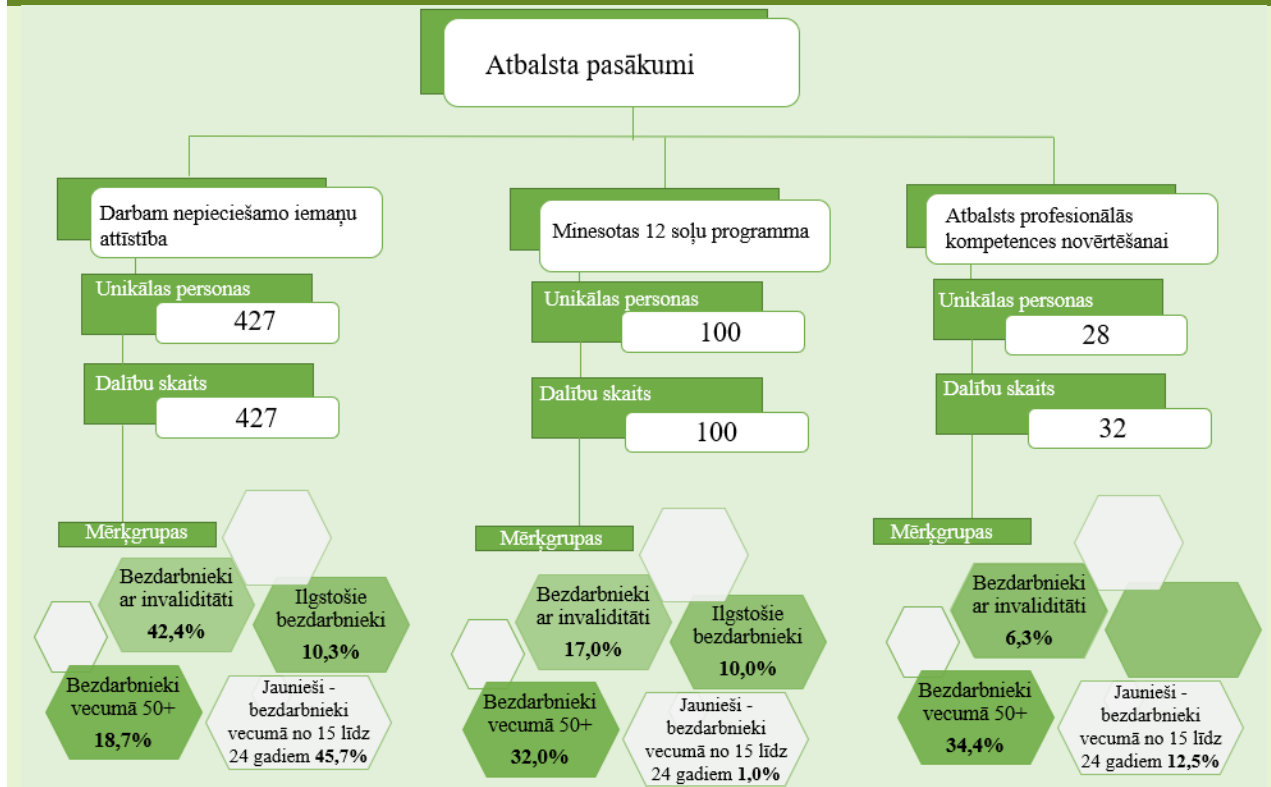 Atbalsta pasākumi
Darbam nepieciešamo iemaņu
attīstība
Unikālas personas
427
Dalību skaits
427
Mērķgrupas
Bezdarbnieki
ar invaliditāti
42,4%
Ilgstošie
bezdarbnieki
10,3%
Bezdarbnieki
vecumā 50+
18,7%
Jaunieši -
bezdarbnieki
vecumā no 15 līdz
24 gadiem 45,7%
Minesotas 12 soļu programma
Unikālas personas
100
Dalību skaits
100
Mērķgrupas
Bezdarbnieki
ar invaliditāti
17,0%
Ilgstošie
bezdarbnieki
10,0%
Bezdarbnieki
vecumā 50+
32,0%
Jaunieši -
bezdarbnieki
vecumā no 15 līdz
24 gadiem 1,0%
Atbalsts profesionālās
kompetences novērtēšanai
Unikālas personas
28
Dalību skaits
32
Mērķgrupas
Bezdarbnieki
ar invaliditāti
6,3%
Bezdarbnieki
vecumā 50+
34,4%
Jaunieši -
bezdarbnieki
vecumā no 15 līdz
24 gadiem 12,5%